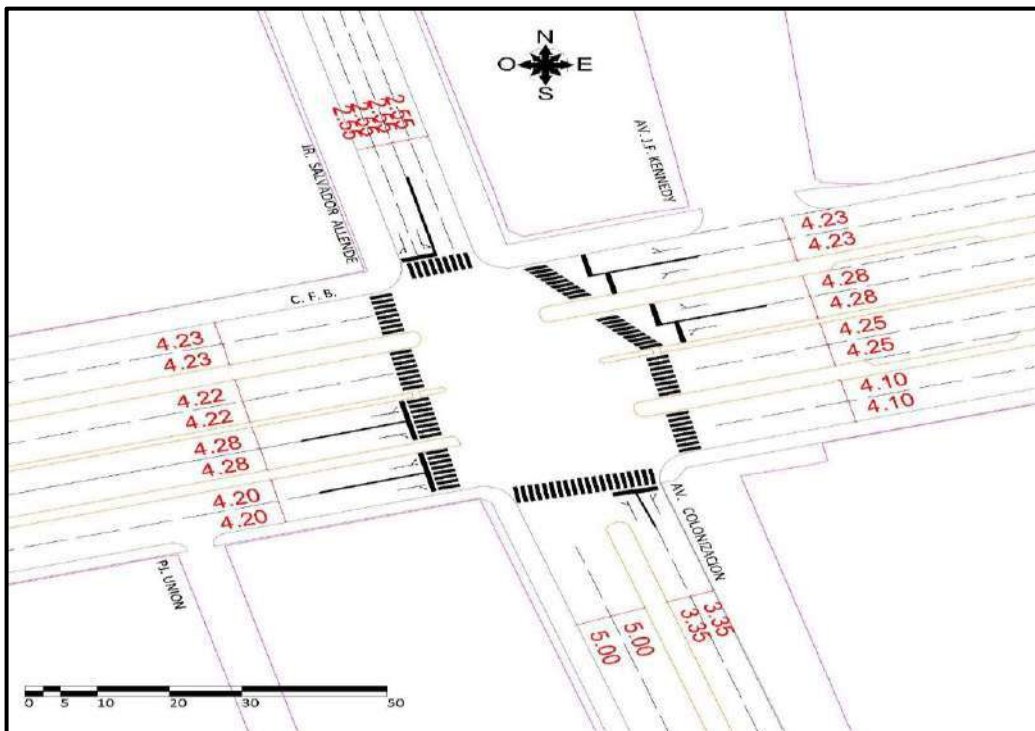 N
O E
S
2.55
2.55
2.55
2.55
JR. SALVADOR ALLENDE
AV. J.F. KENNEDY
C. F. B.
4.23
4.23
4.28
4.28
4.25
4.25
4.10
4.10
4.23
4.23
4.22
4.22
4.28
4.28
4.20
4.20
PJ. UNION
AV. COLONIZACION
5.00
5.00
3.35
3.35
0 5 10 20 30 50